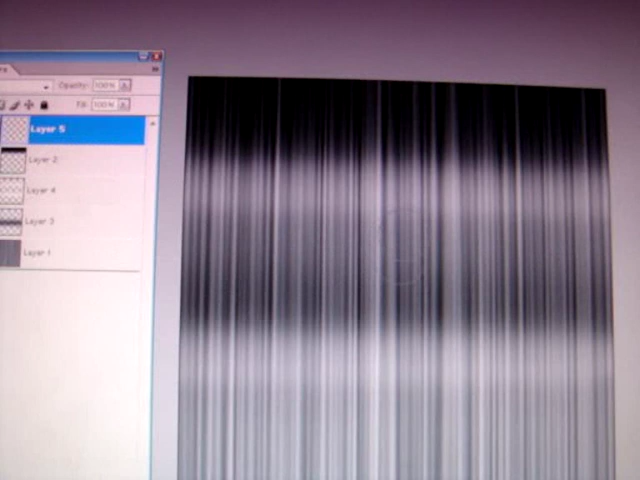 Opacity: 100%
Fill: 100%
Layer 5
Layer 2
Layer 4
Layer 3
Layer 1